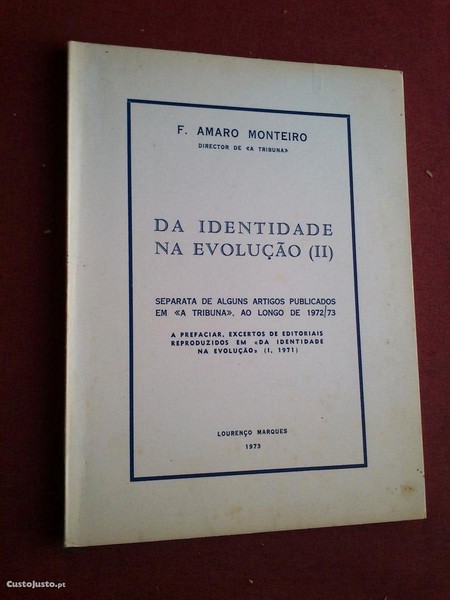 F. AMARO MONTEIRO
DIRECTOR DE «A TRIBUNA»
DA IDENTIDADE
NA EVOLUÇÃO (II)
SEPARATA DE ALGUNS ARTIGOS PUBLICADOS
EM «A TRIBUNA», AO LONGO DE 1972/73
A PREFACIAR, EXCERTOS DE EDITORIAIS
REPRODUZIDOS EM «DA IDENTIDADE
NA EVOLUÇÃO» (I, 1971)
LOURENÇO MARQUES
1973
CustoJusto.pt